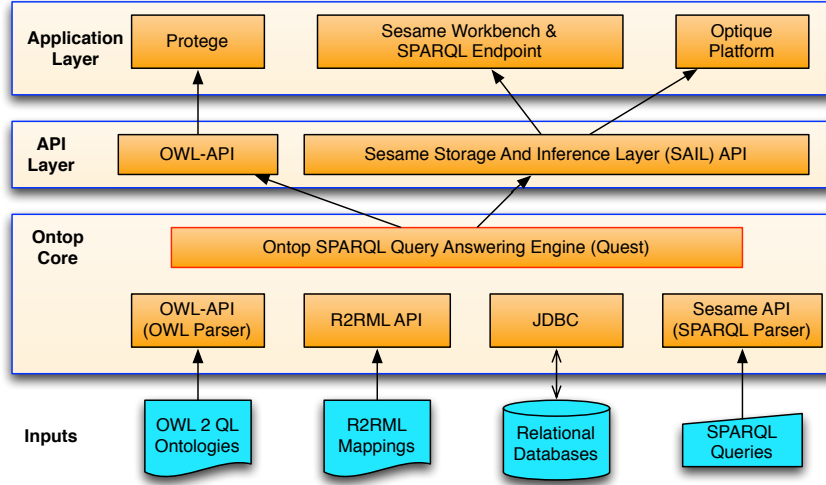 Application
Layer
Protege
Sesame Workbench &
SPARQL Endpoint
Optique
Platform
API
Layer
OWL-API
Sesame Storage And Inference Layer (SAIL) API
Ontop
Core
Ontop SPARQL Query Answering Engine (Quest)
OWL-API
(OWL Parser)
R2RML API
JDBC
Sesame API
(SPARQL Parser)
Inputs
OWL 2 QL
Ontologies
R2RML
Mappings
Relational
Databases
SPARQL
Queries